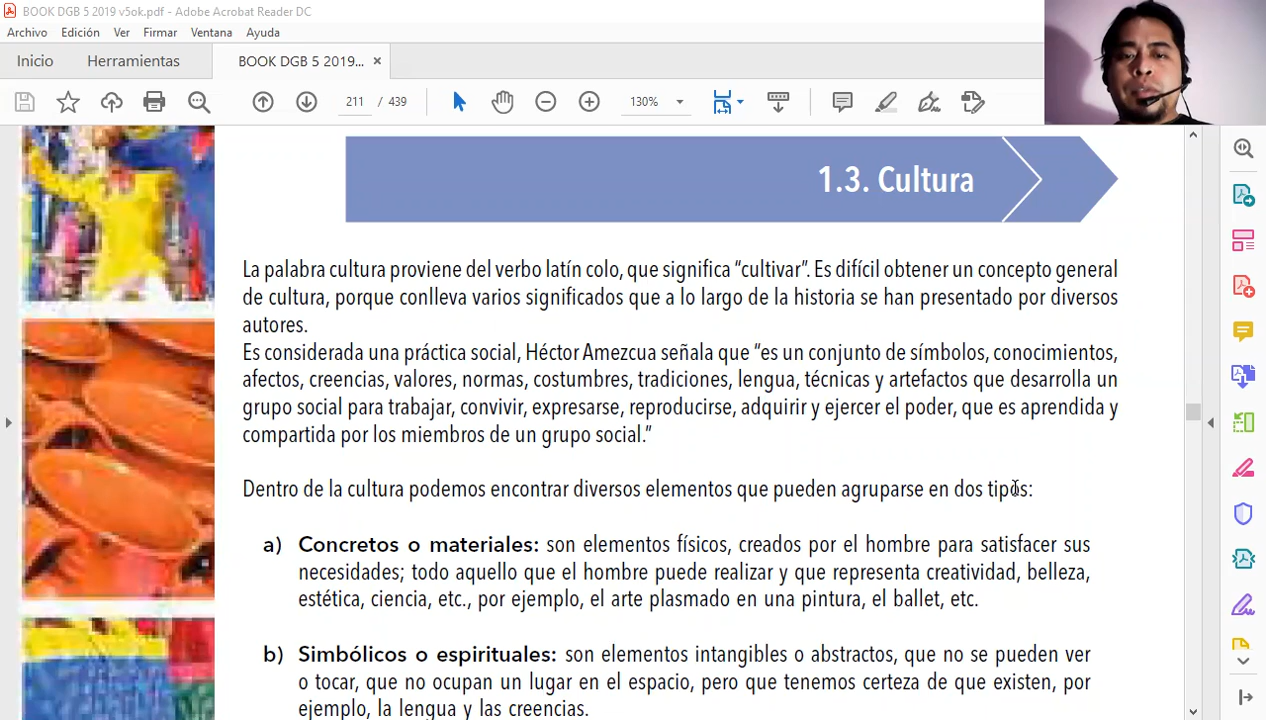 BOOK DGB 5 2019 v5ok.pdf - Adobe Acrobat Reader DC
Archivo Edición Ver Firmar Ventana Ayuda
Inicio Herramientas BOOK DGB 5 2019... ×
211 / 439 130%
1.3. Cultura
La palabra cultura proviene del verbo latín colo, que significa “cultivar”. Es difícil obtener un concepto general
de cultura, porque conlleva varios significados que a lo largo de la historia se han presentado por diversos
autores.
Es considerada una práctica social, Héctor Amezcua señala que “es un conjunto de símbolos, conocimientos,
afectos, creencias, valores, normas, costumbres, tradiciones, lengua, técnicas y artefactos que desarrolla un
grupo social para trabajar, convivir, expresarse, reproducirse, adquirir y ejercer el poder, que es aprendida y
compartida por los miembros de un grupo social.”
Dentro de la cultura podemos encontrar diversos elementos que pueden agruparse en dos tipos:
a) Concretos o materiales: son elementos físicos, creados por el hombre para satisfacer sus
necesidades; todo aquello que el hombre puede realizar y que representa creatividad, belleza,
estética, ciencia, etc., por ejemplo, el arte plasmado en una pintura, el ballet, etc.
b) Simbólicos o espirituales: son elementos intangibles o abstractos, que no se pueden ver
o tocar, que no ocupan un lugar en el espacio, pero que tenemos certeza de que existen, por
ejemplo, la lengua y las creencias.